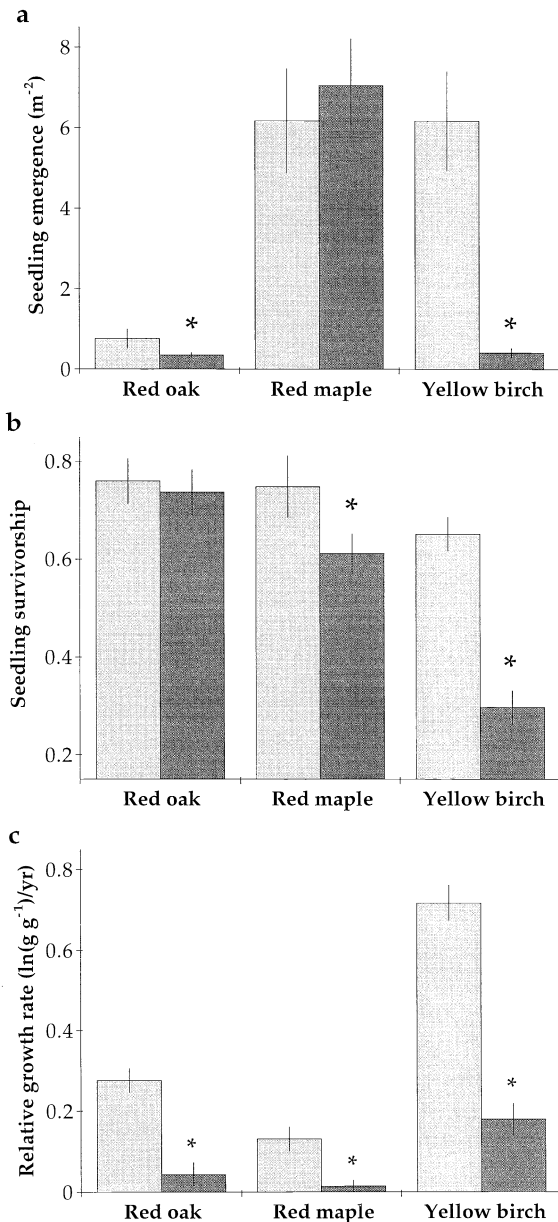 a
Seedling emergence (m⁻²)
8
6
4
2
0
*
*
Red oak Red maple Yellow birch
b
Seedling survivorship
0.8
0.6
0.4
0.2
*
*
Red oak Red maple Yellow birch
c
Relative growth rate (ln(g g⁻¹)/yr)
0.8
0.6
0.4
0.2
0
*
*
*
Red oak Red maple Yellow birch